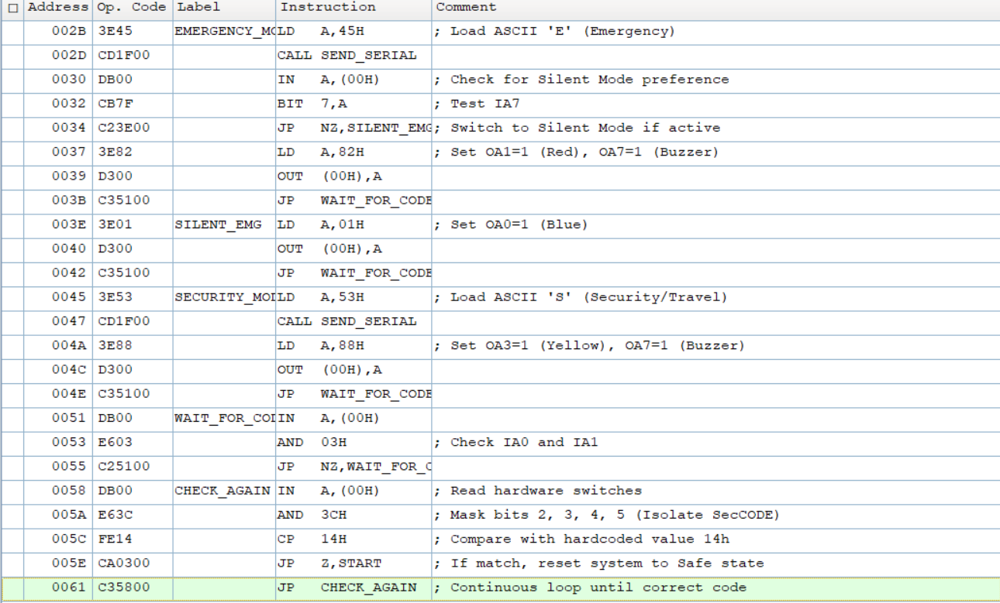 Address Op. Code Label Instruction Comment
002B 3E45 EMERGENCY_MO LD A,45H ; Load ASCII 'E' (Emergency)
002D CD1F00 CALL SEND_SERIAL
0030 DB00 IN A,(00H) ; Check for Silent Mode preference
0032 CB7F BIT 7,A ; Test IA7
0034 C23E00 JP NZ,SILENT_EMG ; Switch to Silent Mode if active
0037 3E82 LD A,82H ; Set OA1=1 (Red), OA7=1 (Buzzer)
0039 D300 OUT (00H),A
003B C35100 JP WAIT_FOR_CODE
003E 3E01 SILENT_EMG LD A,01H ; Set OA0=1 (Blue)
0040 D300 OUT (00H),A
0042 C35100 JP WAIT_FOR_CODE
0045 3E53 SECURITY_MOD LD A,53H ; Load ASCII 'S' (Security/Travel)
0047 CD1F00 CALL SEND_SERIAL
004A 3E88 LD A,88H ; Set OA3=1 (Yellow), OA7=1 (Buzzer)
004C D300 OUT (00H),A
004E C35100 JP WAIT_FOR_CODE
0051 DB00 WAIT_FOR_COD IN A,(00H)
0053 E603 AND 03H ; Check IA0 and IA1
0055 C25100 JP NZ,WAIT_FOR_C
0058 DB00 CHECK_AGAIN IN A,(00H) ; Read hardware switches
005A E63C AND 3CH ; Mask bits 2, 3, 4, 5 (Isolate SecCODE)
005C FE14 CP 14H ; Compare with hardcoded value 14h
005E CA0300 JP Z,START ; If match, reset system to Safe state
0061 C35800 JP CHECK_AGAIN ; Continuous loop until correct code